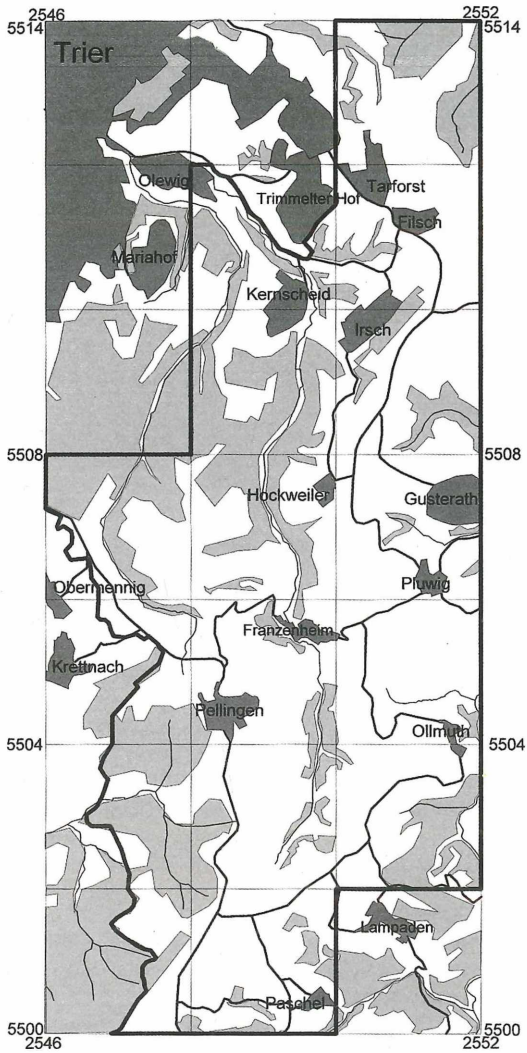 2546
2552
5514
5514
Trier
Olewig
Trimmelter Hof
Tarforst
Filsch
Mariahof
Kernscheid
Irsch
5508
5508
Hockweiler
Gusterath
Obermennig
Pluwig
Franzenheim
Krettnach
Pellingen
Ollmuth
5504
5504
Lampaden
Paschel
5500
5500
2546
2552